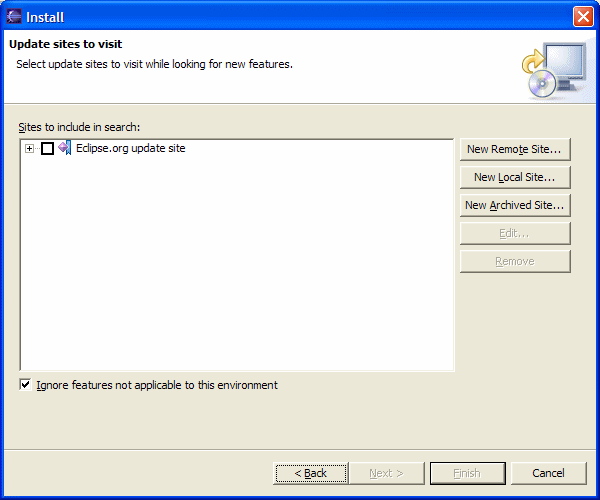 Install
Update sites to visit
Select update sites to visit while looking for new features.
Sites to include in search:
Eclipse.org update site
New Remote Site...
New Local Site...
New Archived Site...
Edit...
Remove
Ignore features not applicable to this environment
< Back
Next >
Finish
Cancel